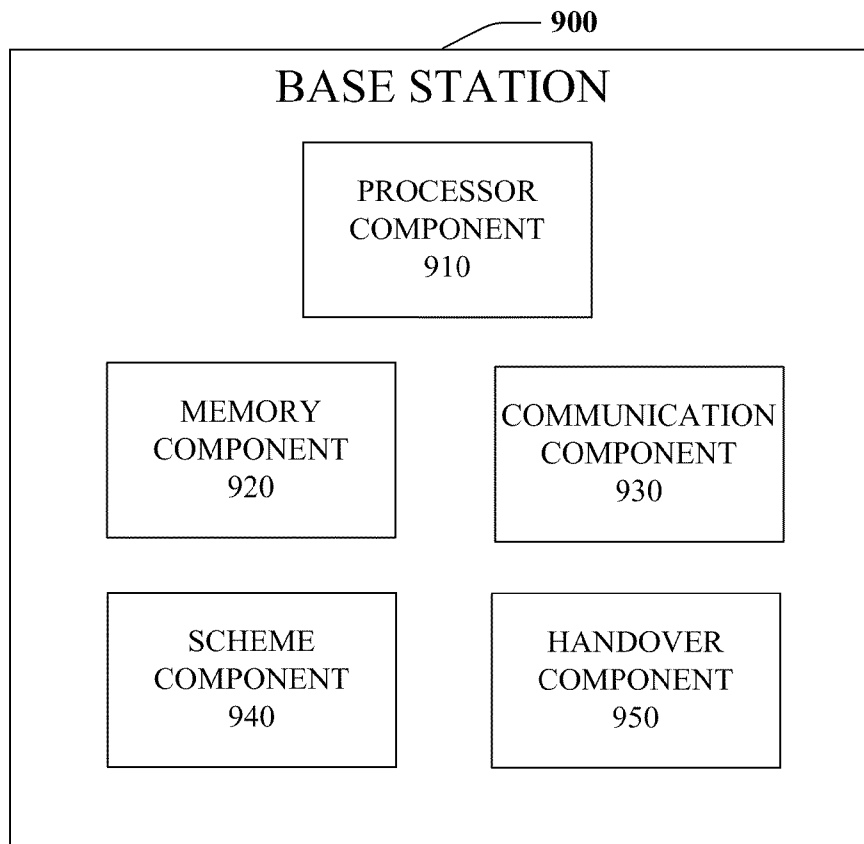 900
BASE STATION
PROCESSOR
COMPONENT
910
MEMORY
COMPONENT
920
COMMUNICATION
COMPONENT
930
SCHEME
COMPONENT
940
HANDOVER
COMPONENT
950